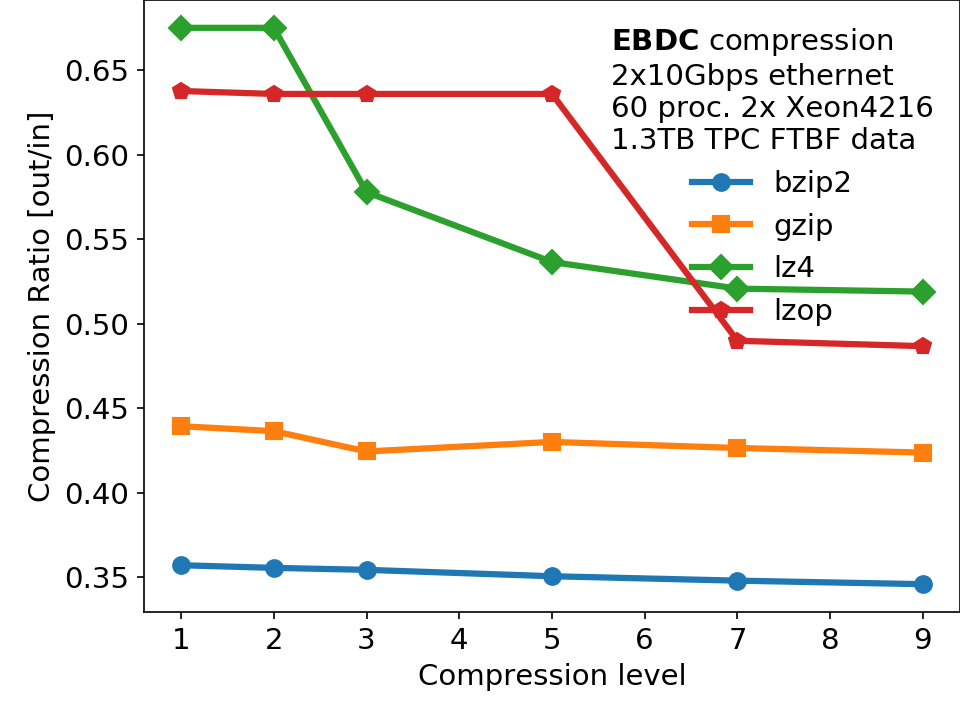 EBDC compression
2x10Gbps ethernet
60 proc. 2x Xeon4216
1.3TB TPC FTBF data
bzip2
gzip
lz4
lzop
Compression Ratio [out/in]
0.65
0.60
0.55
0.50
0.45
0.40
0.35
1 2 3 4 5 6 7 8 9
Compression level